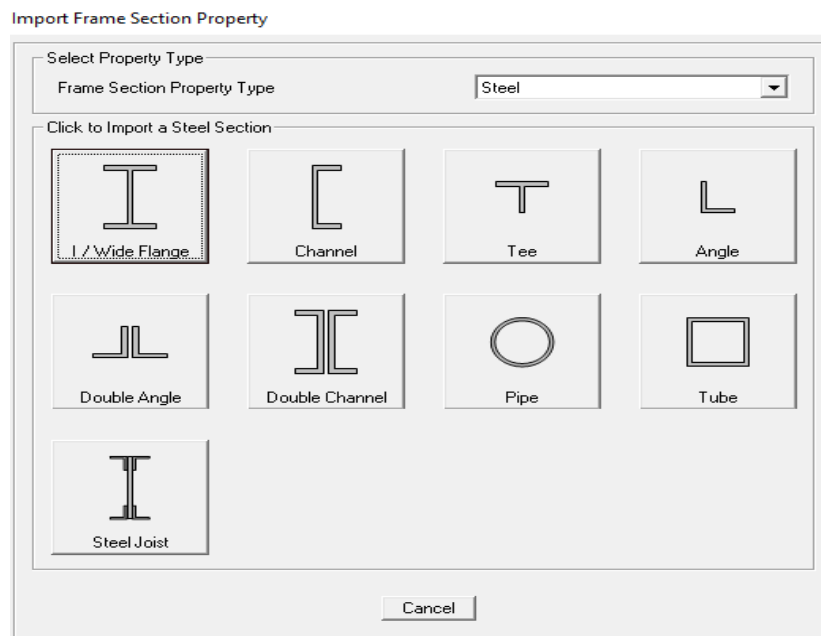 Import Frame Section Property
Select Property Type
Frame Section Property Type Steel
Click to Import a Steel Section
I / Wide Flange Channel Tee Angle
Double Angle Double Channel Pipe Tube
Steel Joist
Cancel